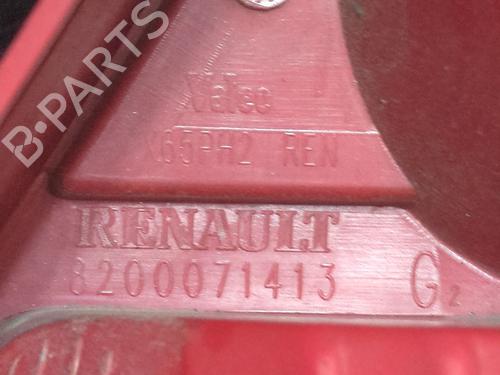 B-PARTS
Valeo
X65PH2 REN
RENAULT
8200071413 G2